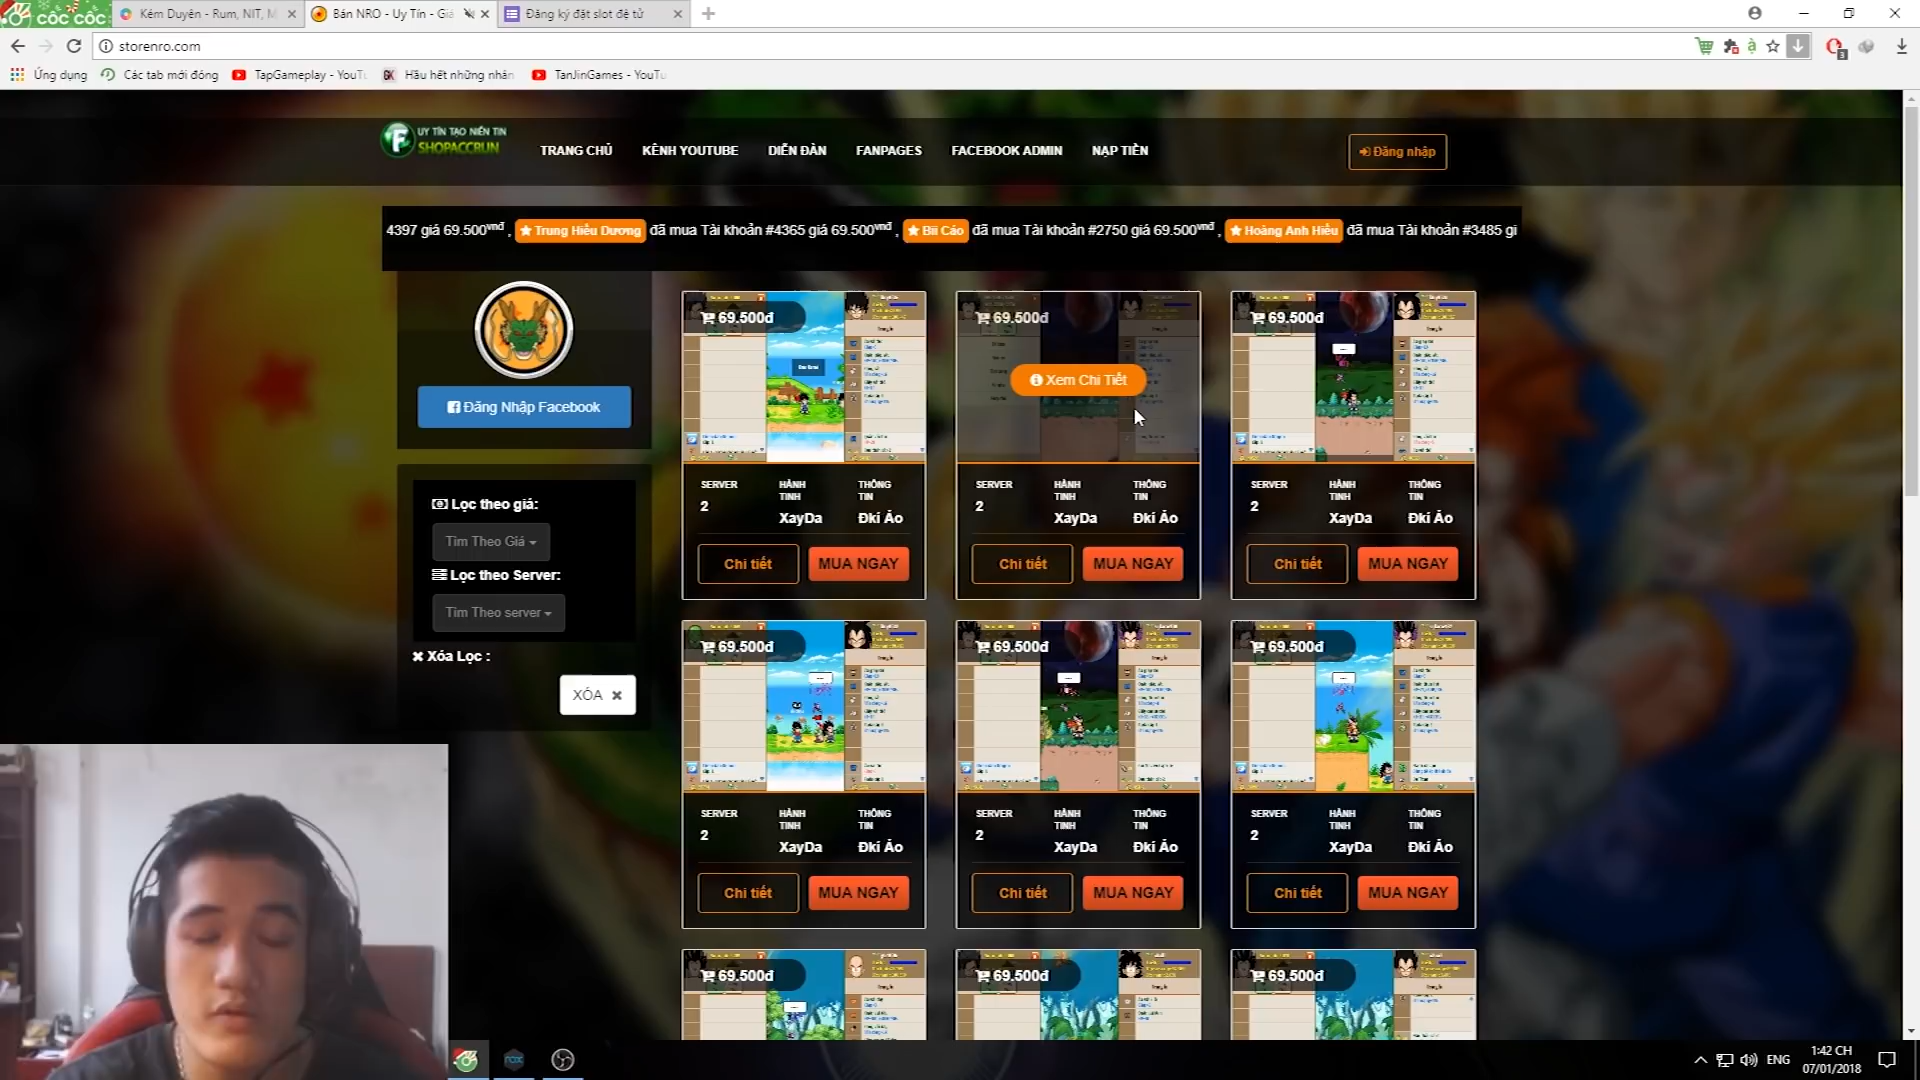 CỐC CỐC
Kém Duyên - Rum, NIT, M
Bán NRO - Uy Tín - Giá
Đăng ký đặt slot đệ tử
storenro.com
Ứng dụng
Các tab mới đóng
TapGameplay - YouTu
Hầu hết những nhân
TanJinGames - YouTu
UY TÍN TẠO NIỀN TIN
SHOPACCRUN
TRANG CHỦ
KÊNH YOUTUBE
DIỄN ĐÀN
FANPAGES
FACEBOOK ADMIN
NẠP TIỀN
Đăng nhập
4397 giá 69.500vnđ , Trung Hiếu Dương đã mua Tài khoản #4365 giá 69.500vnđ , Bii Cáo đã mua Tài khoản #2750 giá 69.500vnđ , Hoàng Anh Hiếu đã mua Tài khoản #3485 gi
Đăng Nhập Facebook
Lọc theo giá:
Tìm Theo Giá
Lọc theo Server:
Tìm Theo server
Xóa Lọc :
XÓA
69.500đ
69.500đ
69.500đ
Xem Chi Tiết
SERVER HÀNH TINH THÔNG TIN
2 XayDa Đkí Ảo
Chi tiết MUA NGAY
SERVER HÀNH TINH THÔNG TIN
2 XayDa Đkí Ảo
Chi tiết MUA NGAY
SERVER HÀNH TINH THÔNG TIN
2 XayDa Đkí Ảo
Chi tiết MUA NGAY
69.500đ
69.500đ
69.500đ
SERVER HÀNH TINH THÔNG TIN
2 XayDa Đkí Ảo
Chi tiết MUA NGAY
SERVER HÀNH TINH THÔNG TIN
2 XayDa Đkí Ảo
Chi tiết MUA NGAY
SERVER HÀNH TINH THÔNG TIN
2 XayDa Đkí Ảo
Chi tiết MUA NGAY
69.500đ
69.500đ
69.500đ
nox
ENG
1:42 CH
07/01/2018